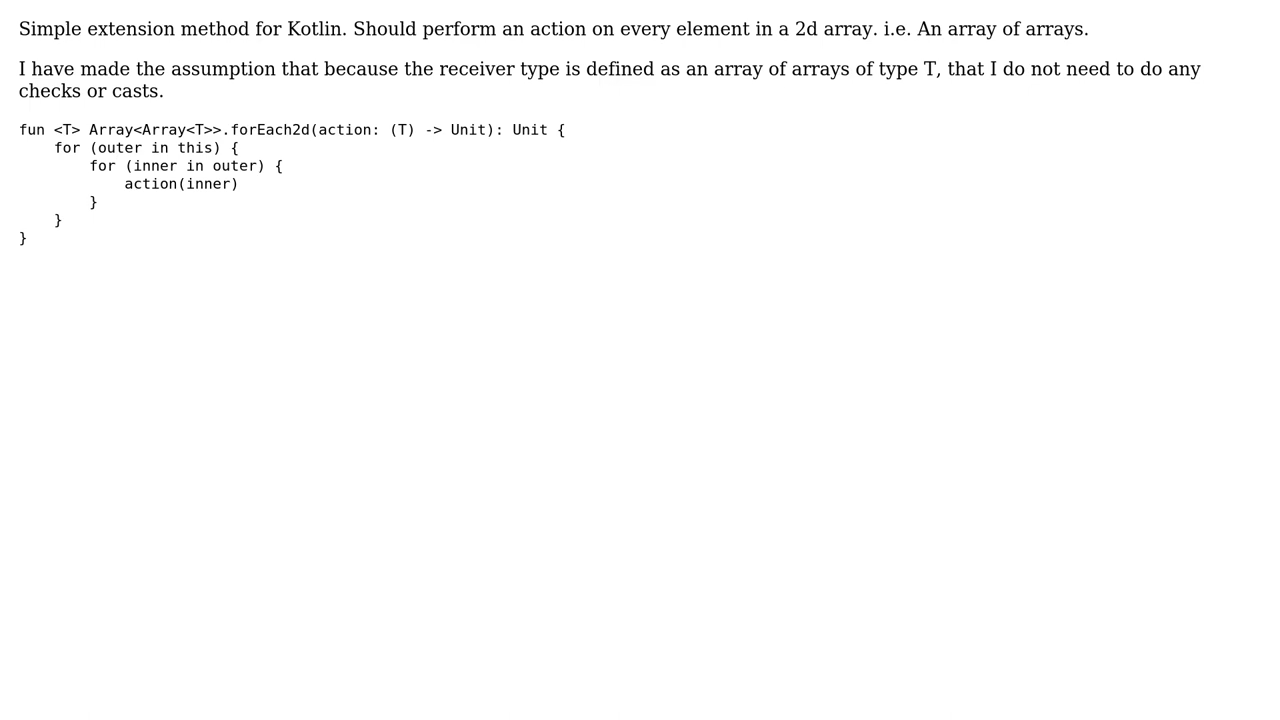 Simple extension method for Kotlin. Should perform an action on every element in a 2d array. i.e. An array of arrays.
I have made the assumption that because the receiver type is defined as an array of arrays of type T, that I do not need to do any
checks or casts.
fun <T> Array<Array<T>>.forEach2d(action: (T) -> Unit): Unit {
    for (outer in this) {
        for (inner in outer) {
            action(inner)
        }
    }
}